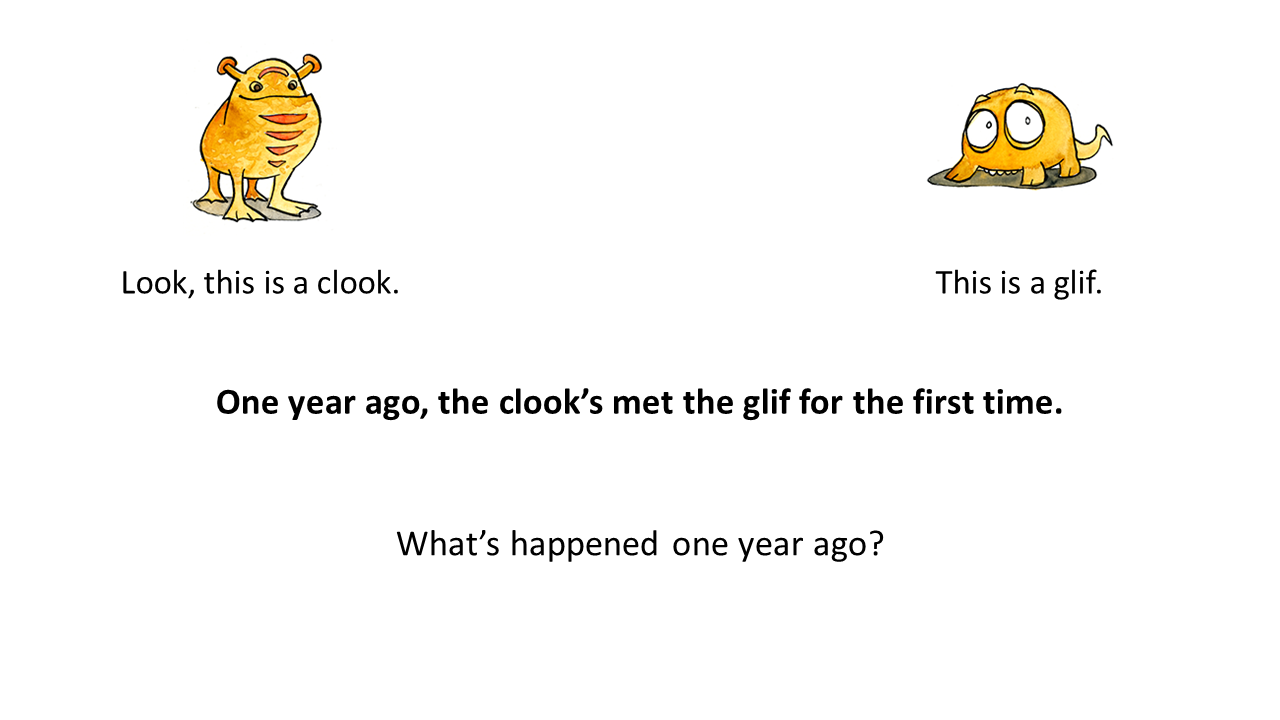 Look, this is a clook.
This is a glif.
One year ago, the clook’s met the glif for the first time.
What’s happened one year ago?